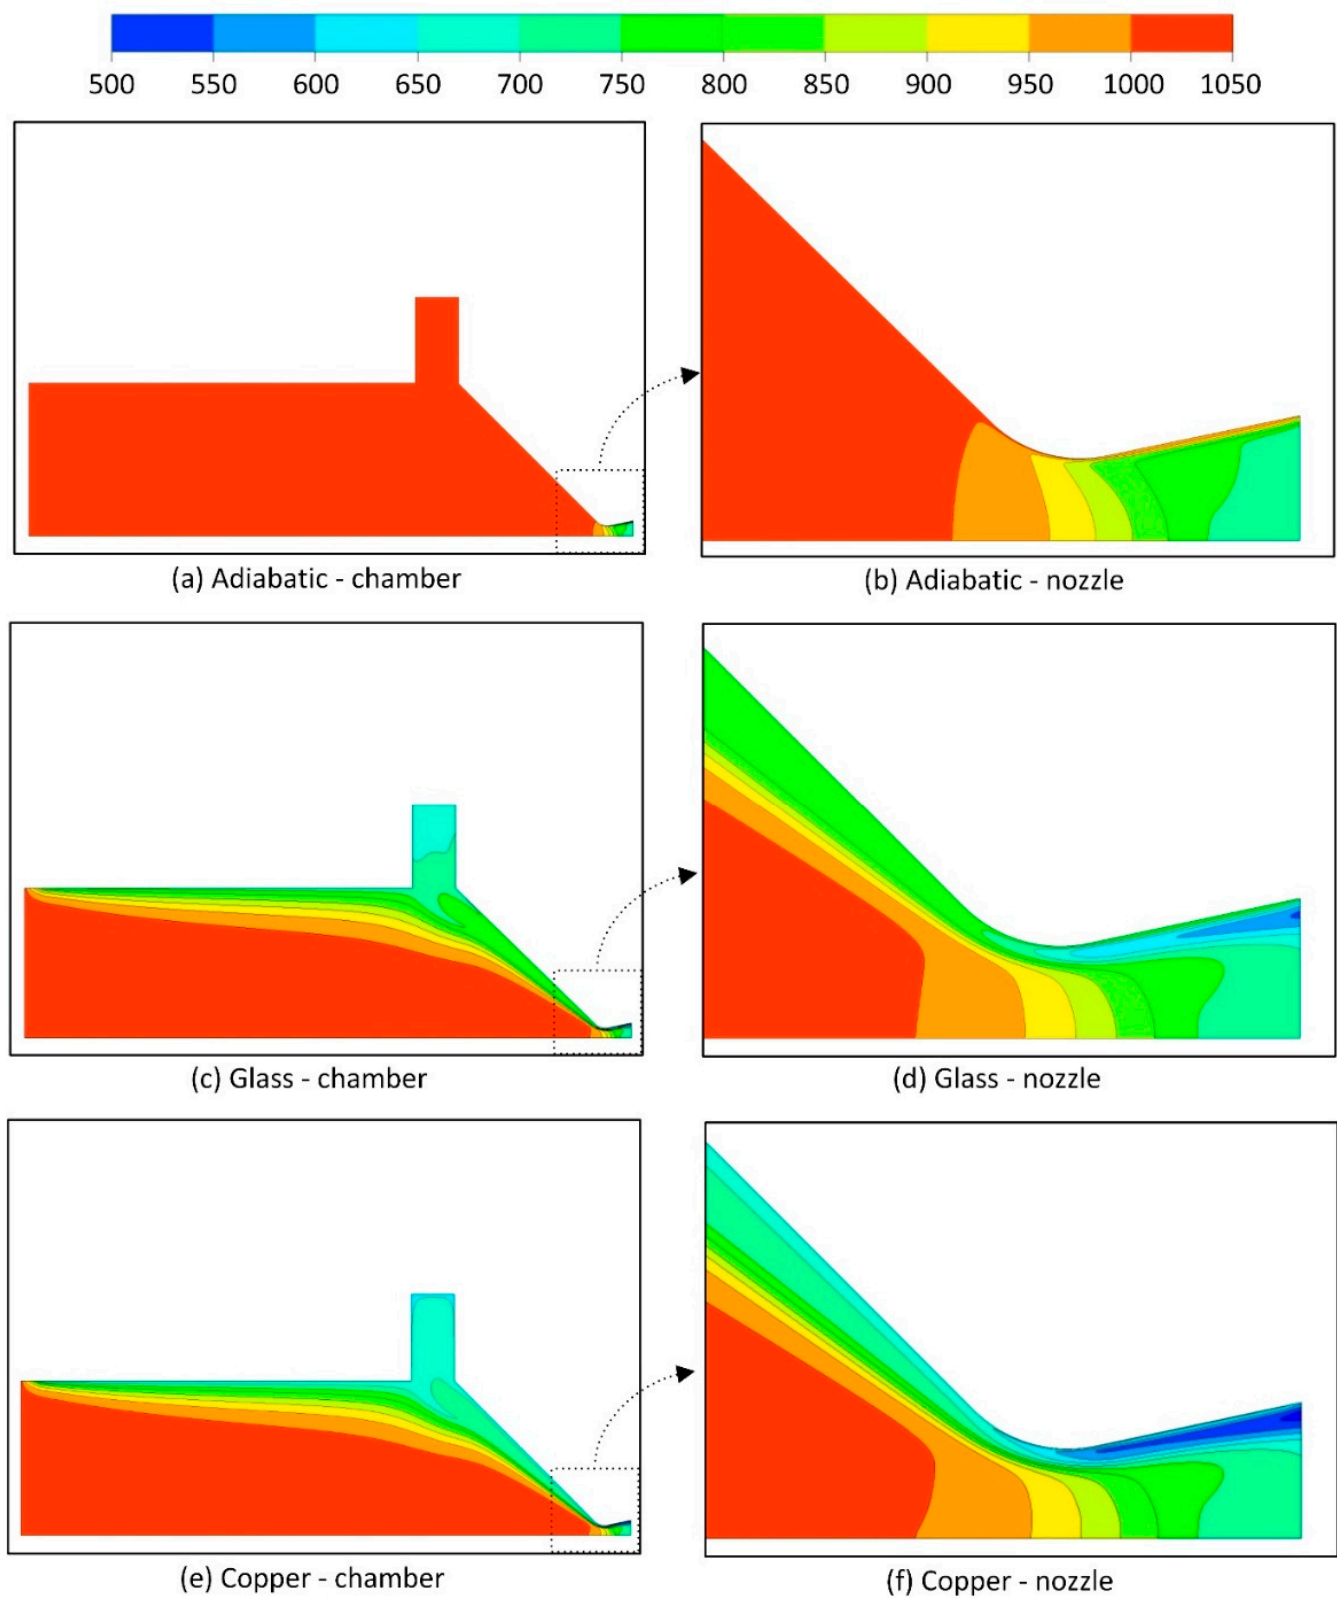 500 550 600 650 700 750 800 850 900 950 1000 1050
(a) Adiabatic - chamber
(b) Adiabatic - nozzle
(c) Glass - chamber
(d) Glass - nozzle
(e) Copper - chamber
(f) Copper - nozzle